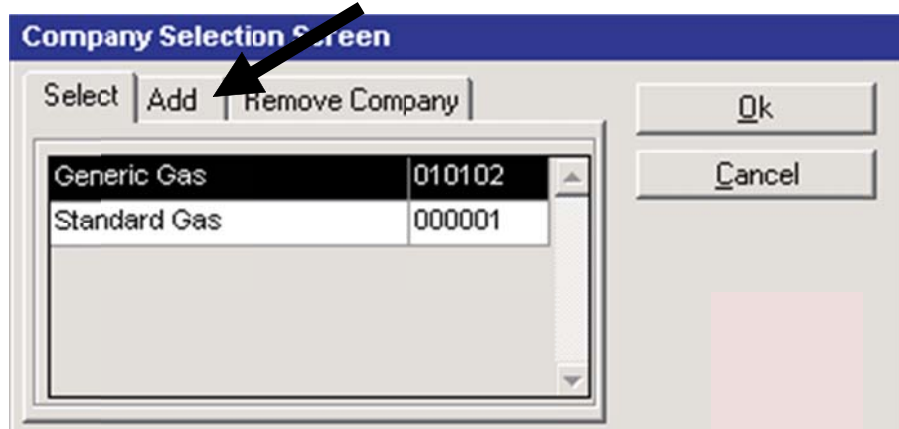 Company Selection Screen
Select Add Remove Company
Ok
Generic Gas 010102
Cancel
Standard Gas 000001